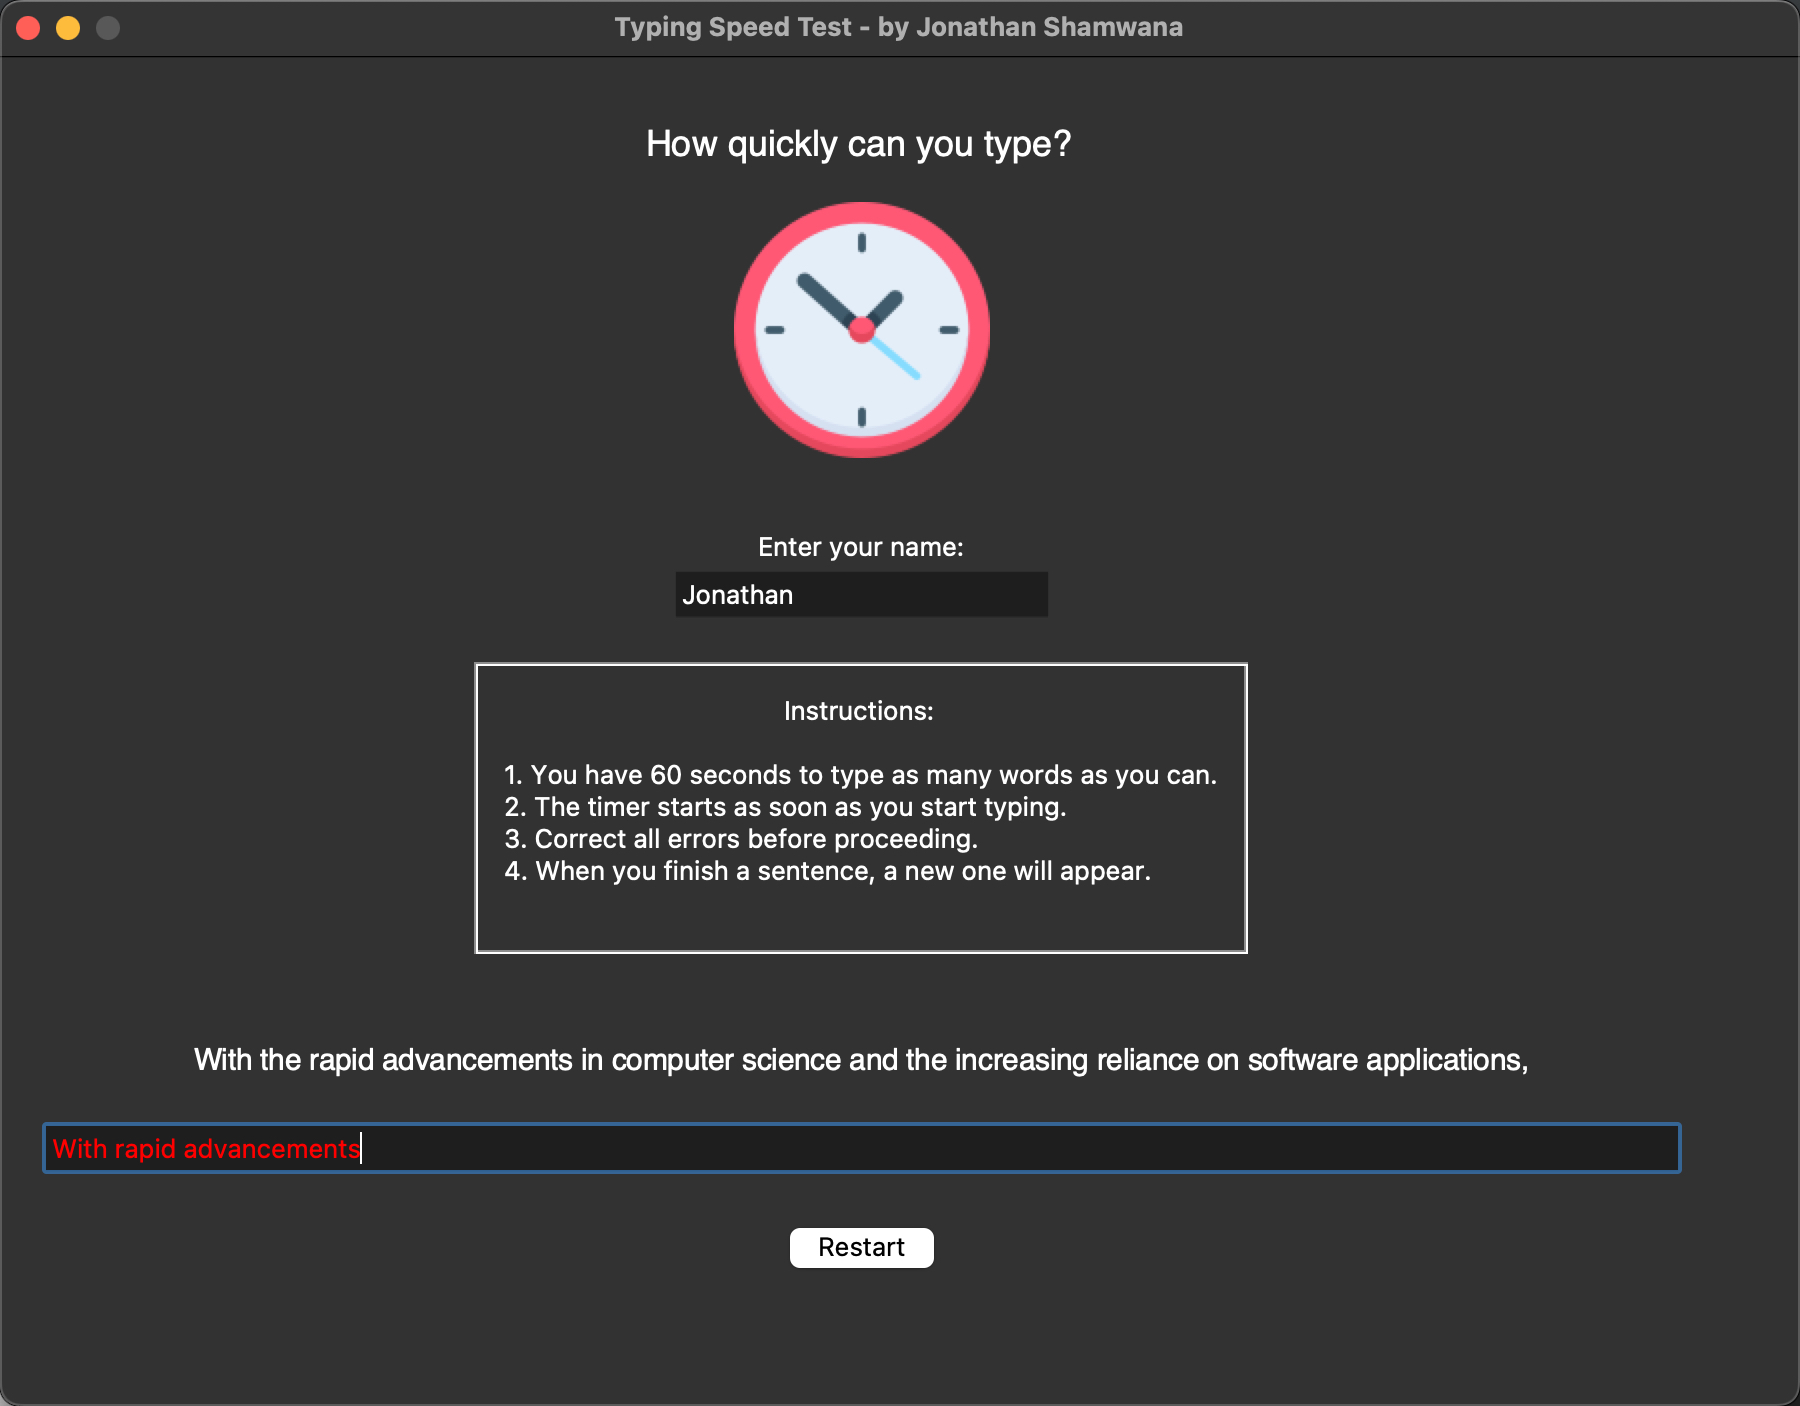 Typing Speed Test - by Jonathan Shamwana
How quickly can you type?
Enter your name:
Jonathan
Instructions:
1. You have 60 seconds to type as many words as you can.
2. The timer starts as soon as you start typing.
3. Correct all errors before proceeding.
4. When you finish a sentence, a new one will appear.
With the rapid advancements in computer science and the increasing reliance on software applications,
With rapid advancements
Restart